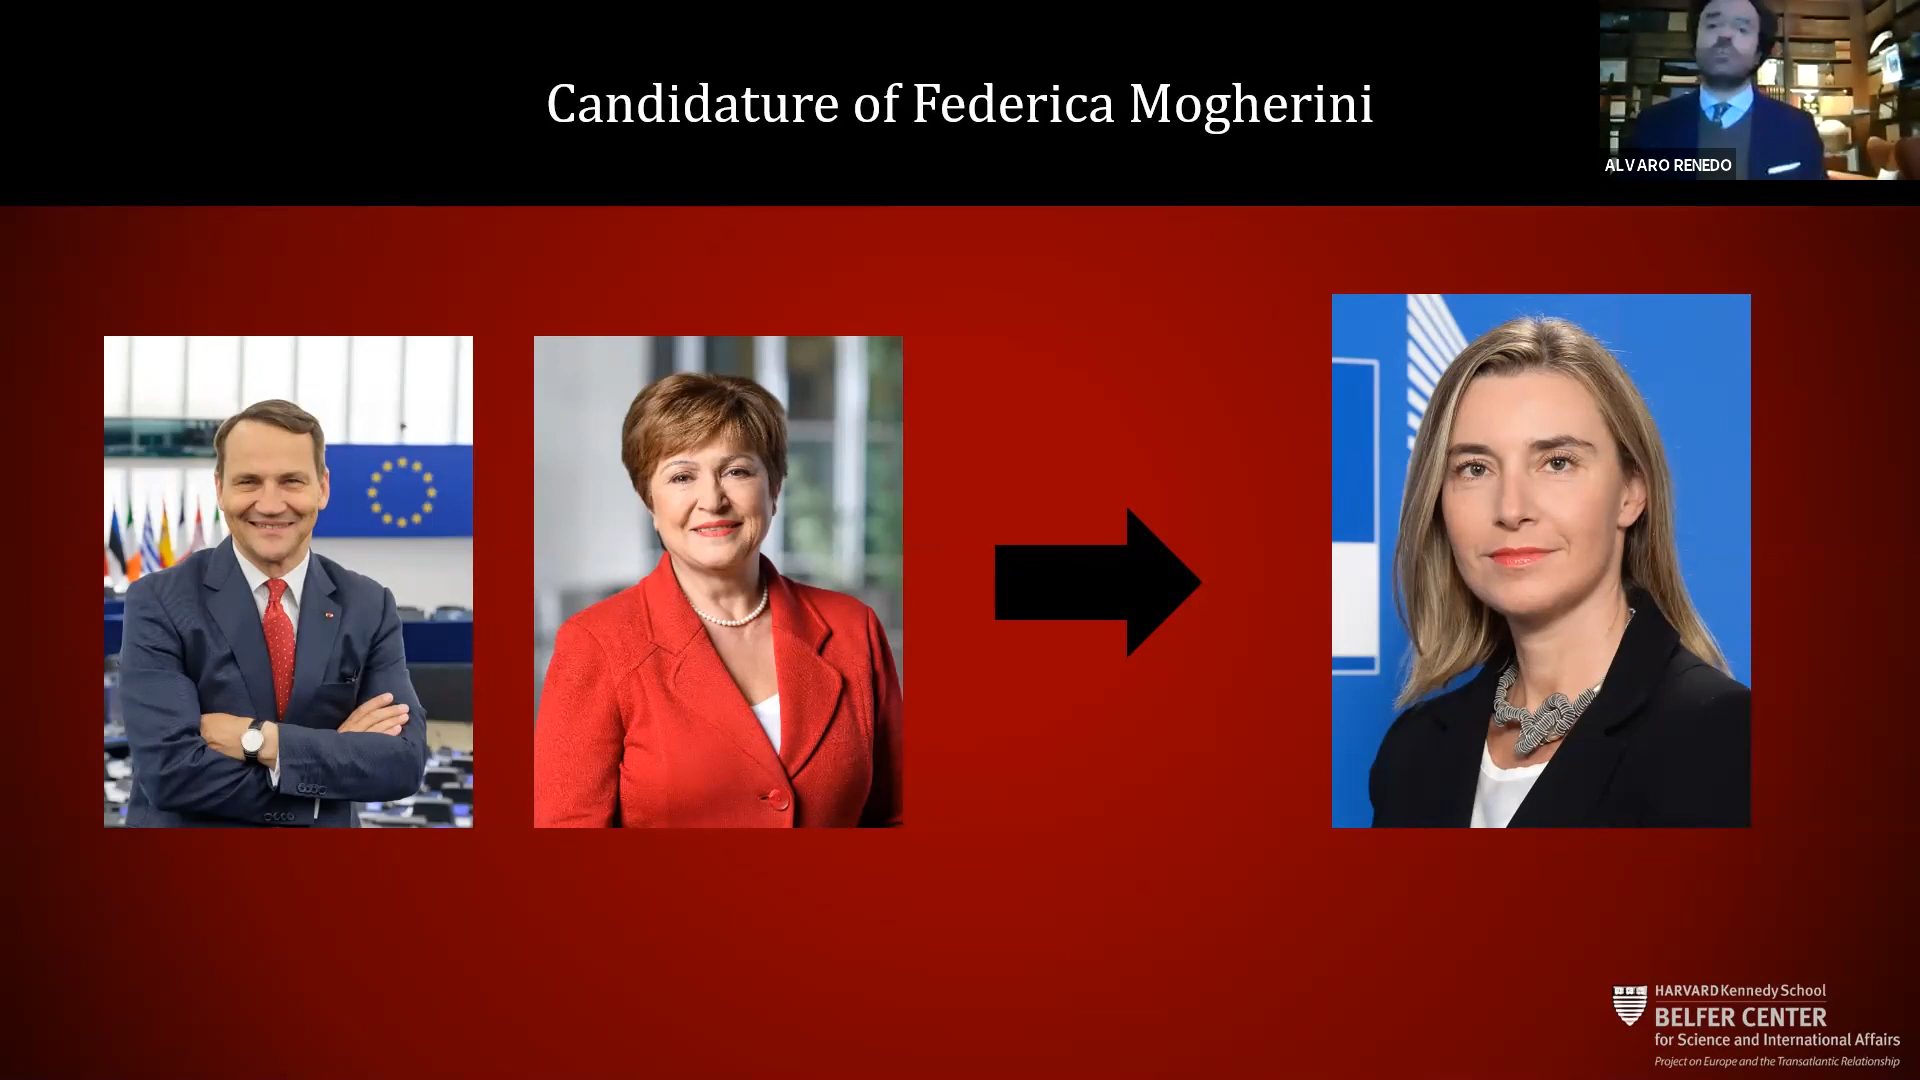 Candidature of Federica Mogherini
ALVARO RENEDO
HARVARD Kennedy School
BELFER CENTER
for Science and International Affairs
Project on Europe and the Transatlantic Relationship